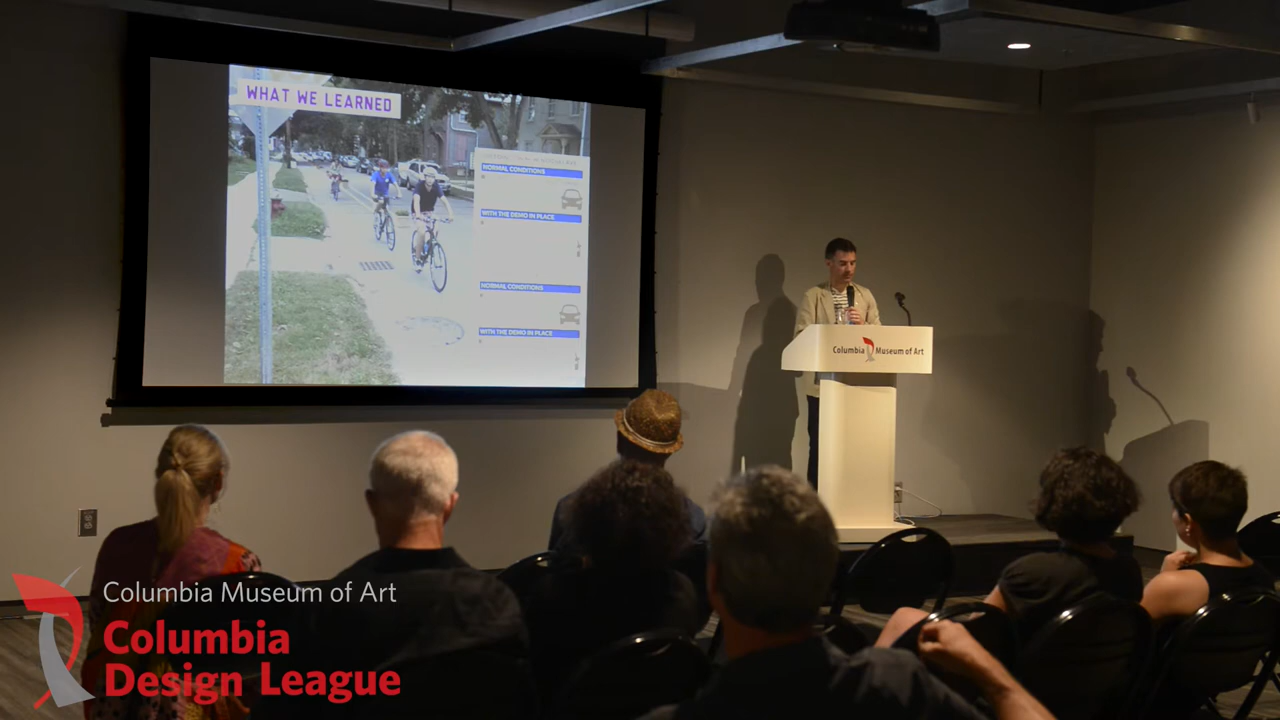 WHAT WE LEARNED
NORMAL CONDITIONS
WITH THE DEMO IN PLACE
NORMAL CONDITIONS
WITH THE DEMO IN PLACE
Columbia Museum of Art
Columbia Museum of Art
Columbia
Design League